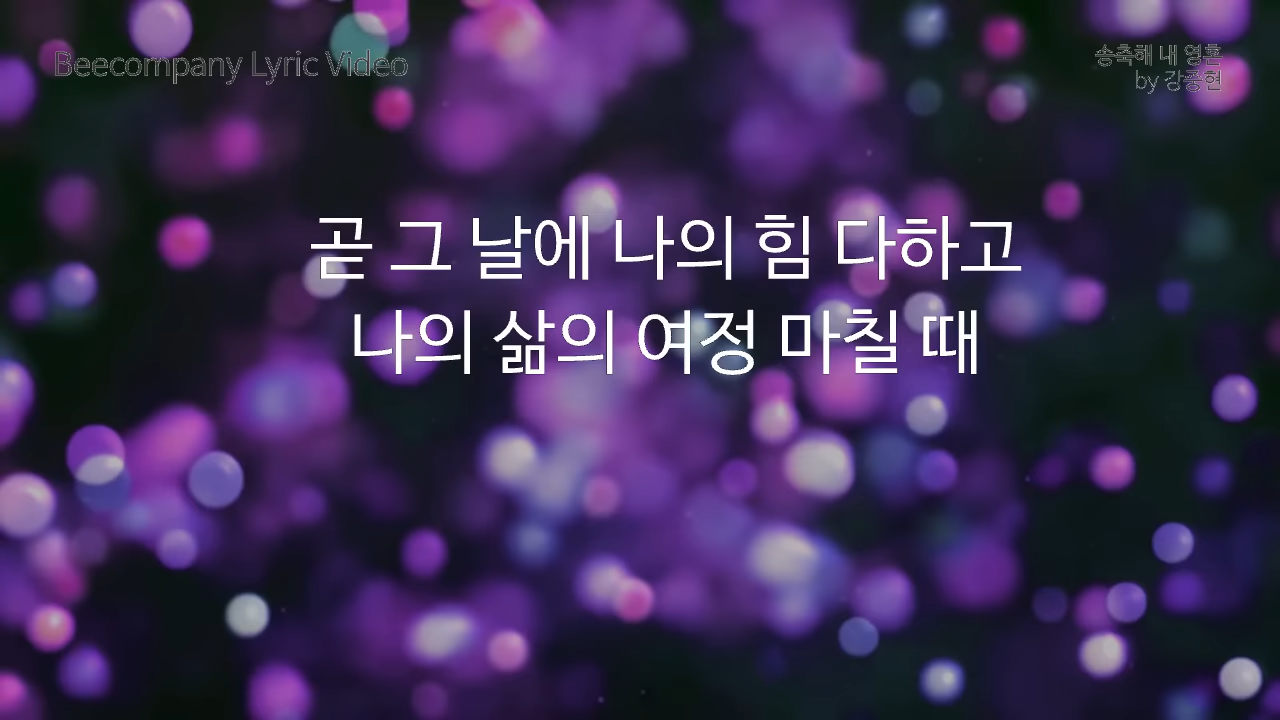 Beecompany Lyric Video
송축해 내 영혼
by 강중현
곧 그 날에 나의 힘 다하고
나의 삶의 여정 마칠 때